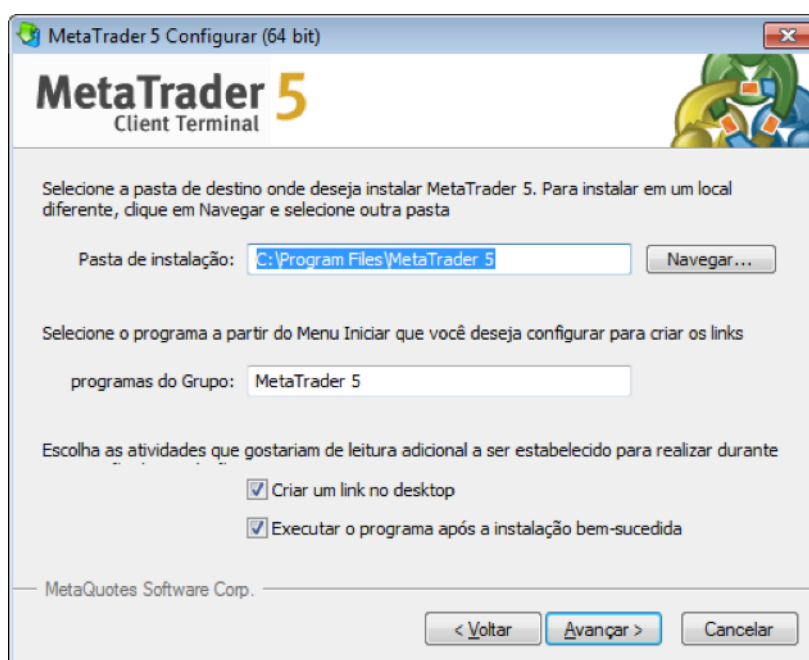 MetaTrader 5 Configurar (64 bit)
MetaTrader 5
Client Terminal
Selecione a pasta de destino onde deseja instalar MetaTrader 5. Para instalar em um local
diferente, clique em Navegar e selecione outra pasta
Pasta de instalação: C:\Program Files\MetaTrader 5 Navegar...
Selecione o programa a partir do Menu Iniciar que você deseja configurar para criar os links
programas do Grupo: MetaTrader 5
Escolha as atividades que gostariam de leitura adicional a ser estabelecido para realizar durante
Criar um link no desktop
Executar o programa após a instalação bem-sucedida
MetaQuotes Software Corp.
< Voltar Avançar > Cancelar